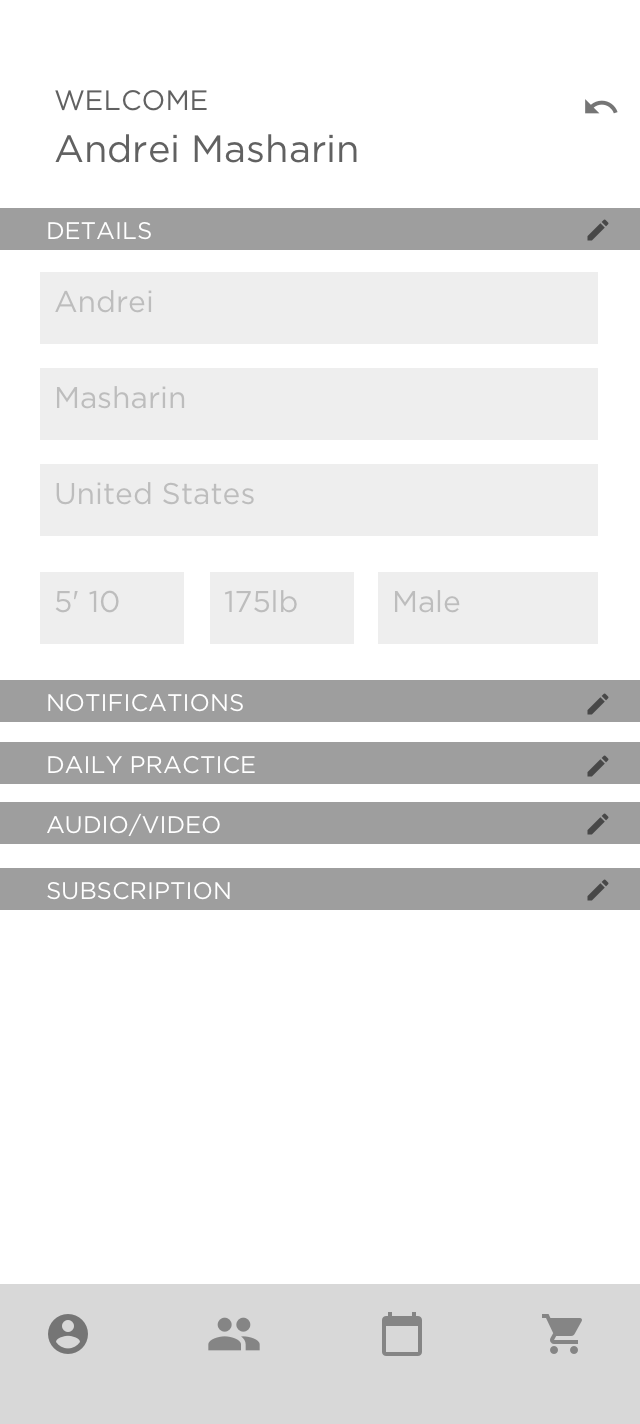 WELCOME
Andrei Masharin
DETAILS
Andrei
Masharin
United States
5' 10 175lb Male
NOTIFICATIONS
DAILY PRACTICE
AUDIO/VIDEO
SUBSCRIPTION